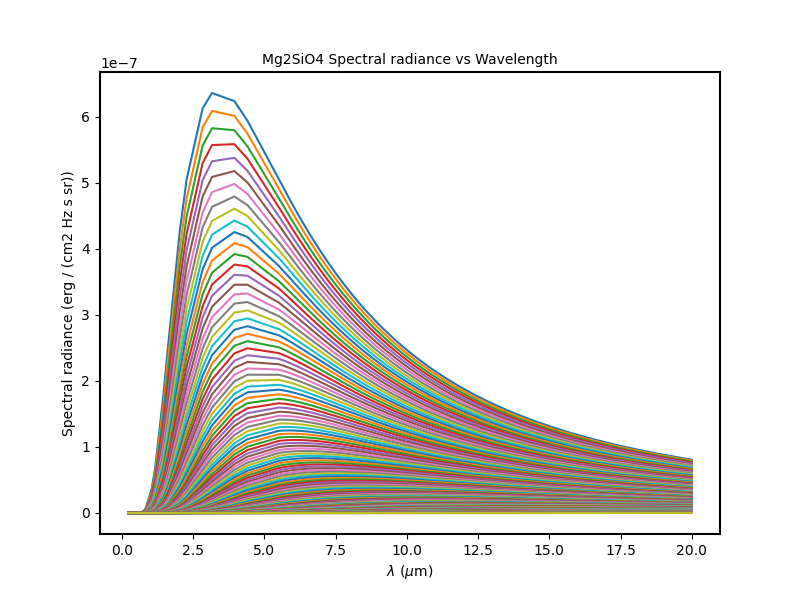 Mg2SiO4 Spectral radiance vs Wavelength
1e−7
6
5
4
3
2
1
0
Spectral radiance (erg / (cm2 Hz s sr))
0.0 2.5 5.0 7.5 10.0 12.5 15.0 17.5 20.0
λ (μm)